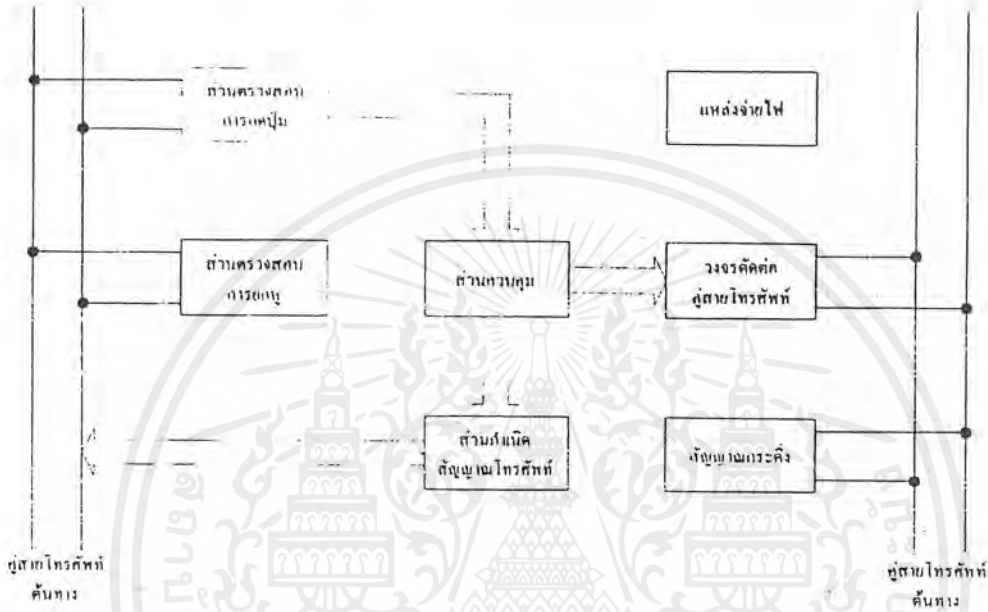 ส่วนตรวจสอบ
การกดปุ่ม
แหล่งจ่ายไฟ
ส่วนตรวจสอบ
การยกหู
ส่วนควบคุม
วงจรตัดต่อ
คู่สายโทรศัพท์
ส่วนกำเนิด
สัญญาณโทรศัพท์
สัญญาณกระดิ่ง
คู่สายโทรศัพท์
ต้นทาง
คู่สายโทรศัพท์
ต้นทาง